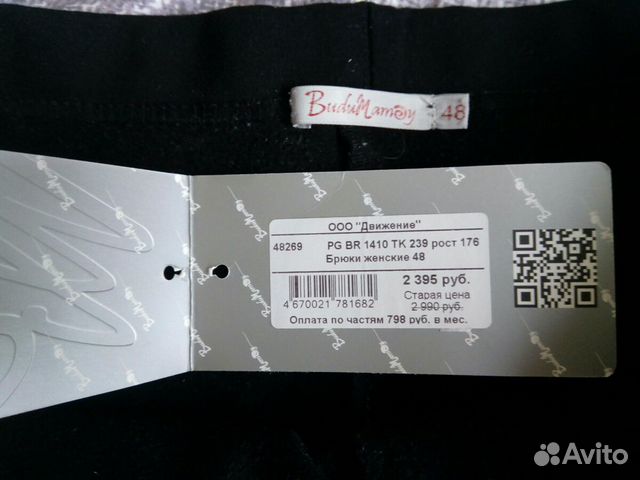 BuduMamoy 48
ООО "Движение"
48269 PG BR 1410 TK 239 рост 176
Брюки женские 48
2 395 руб.
4 670021 781682
Старая цена
2 990 руб.
Оплата по частям 798 руб. в мес.
Avito